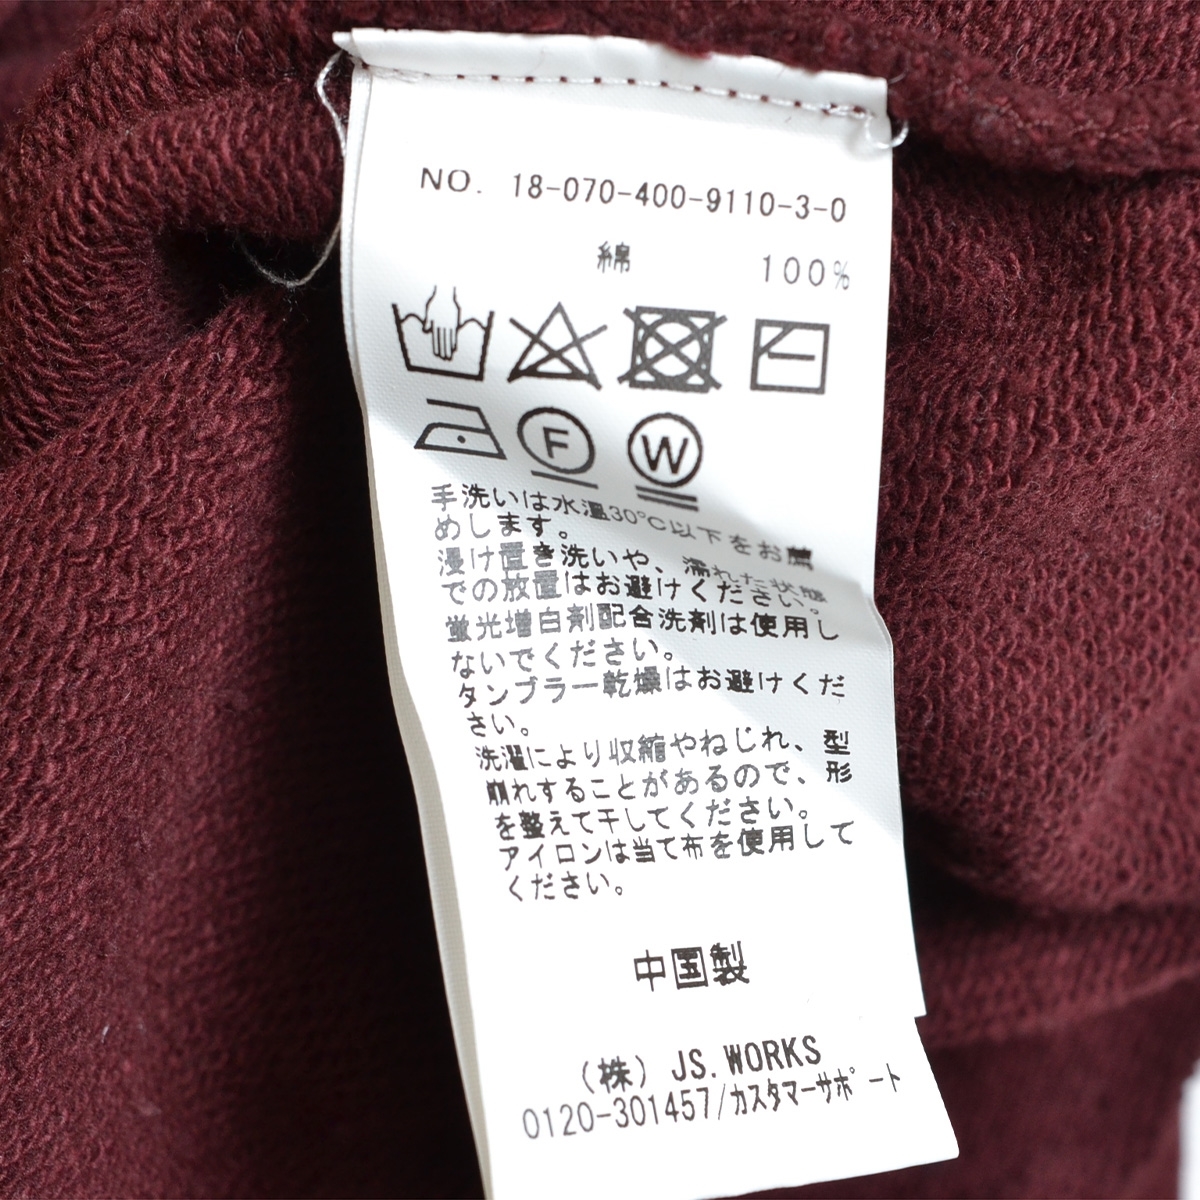 NO. 18-070-400-9110-3-0
綿 100%
F W
手洗いは水温30℃以下をお薦
めします。
浸け置き洗いや、濡れた状態
での放置はお避けください。
蛍光増白剤配合洗剤は使用し
ないでください。
タンブラー乾燥はお避けくだ
さい。
洗濯により収縮やねじれ、型
崩れすることがあるので、形
を整えて干してください。
アイロンは当て布を使用して
ください。
中国製
(株) JS.WORKS
0120-301457/カスタマーサポート